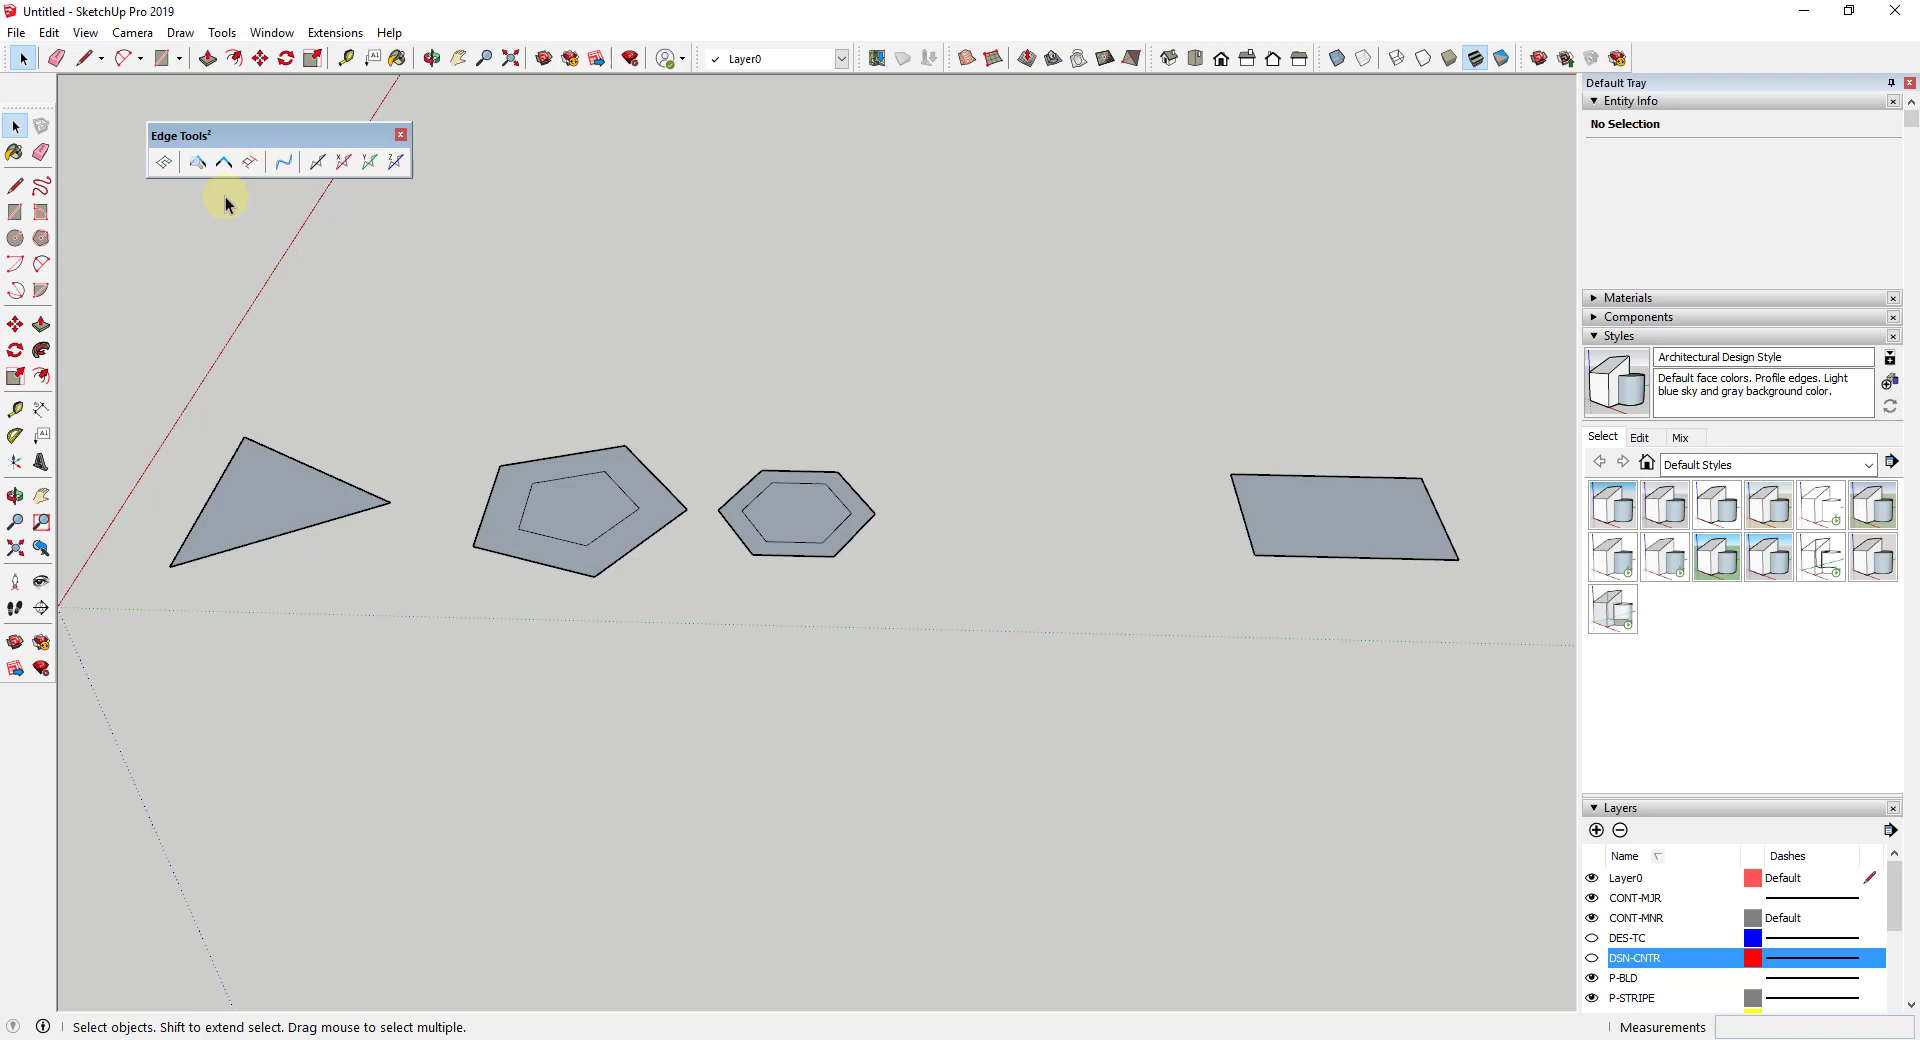 Untitled - SketchUp Pro 2019
File Edit View Camera Draw Tools Window Extensions Help
Layer0
Default Tray
Entity Info
No Selection
Edge Tools²
Materials
Components
Styles
Architectural Design Style
Default face colors. Profile edges. Light
blue sky and gray background color.
Select Edit Mix
Default Styles
Layers
Name Dashes
Layer0 Default
CONT-MJR
CONT-MNR Default
DES-TC
DSN-CNTR
P-BLD
P-STRIPE
Select objects. Shift to extend select. Drag mouse to select multiple.
Measurements